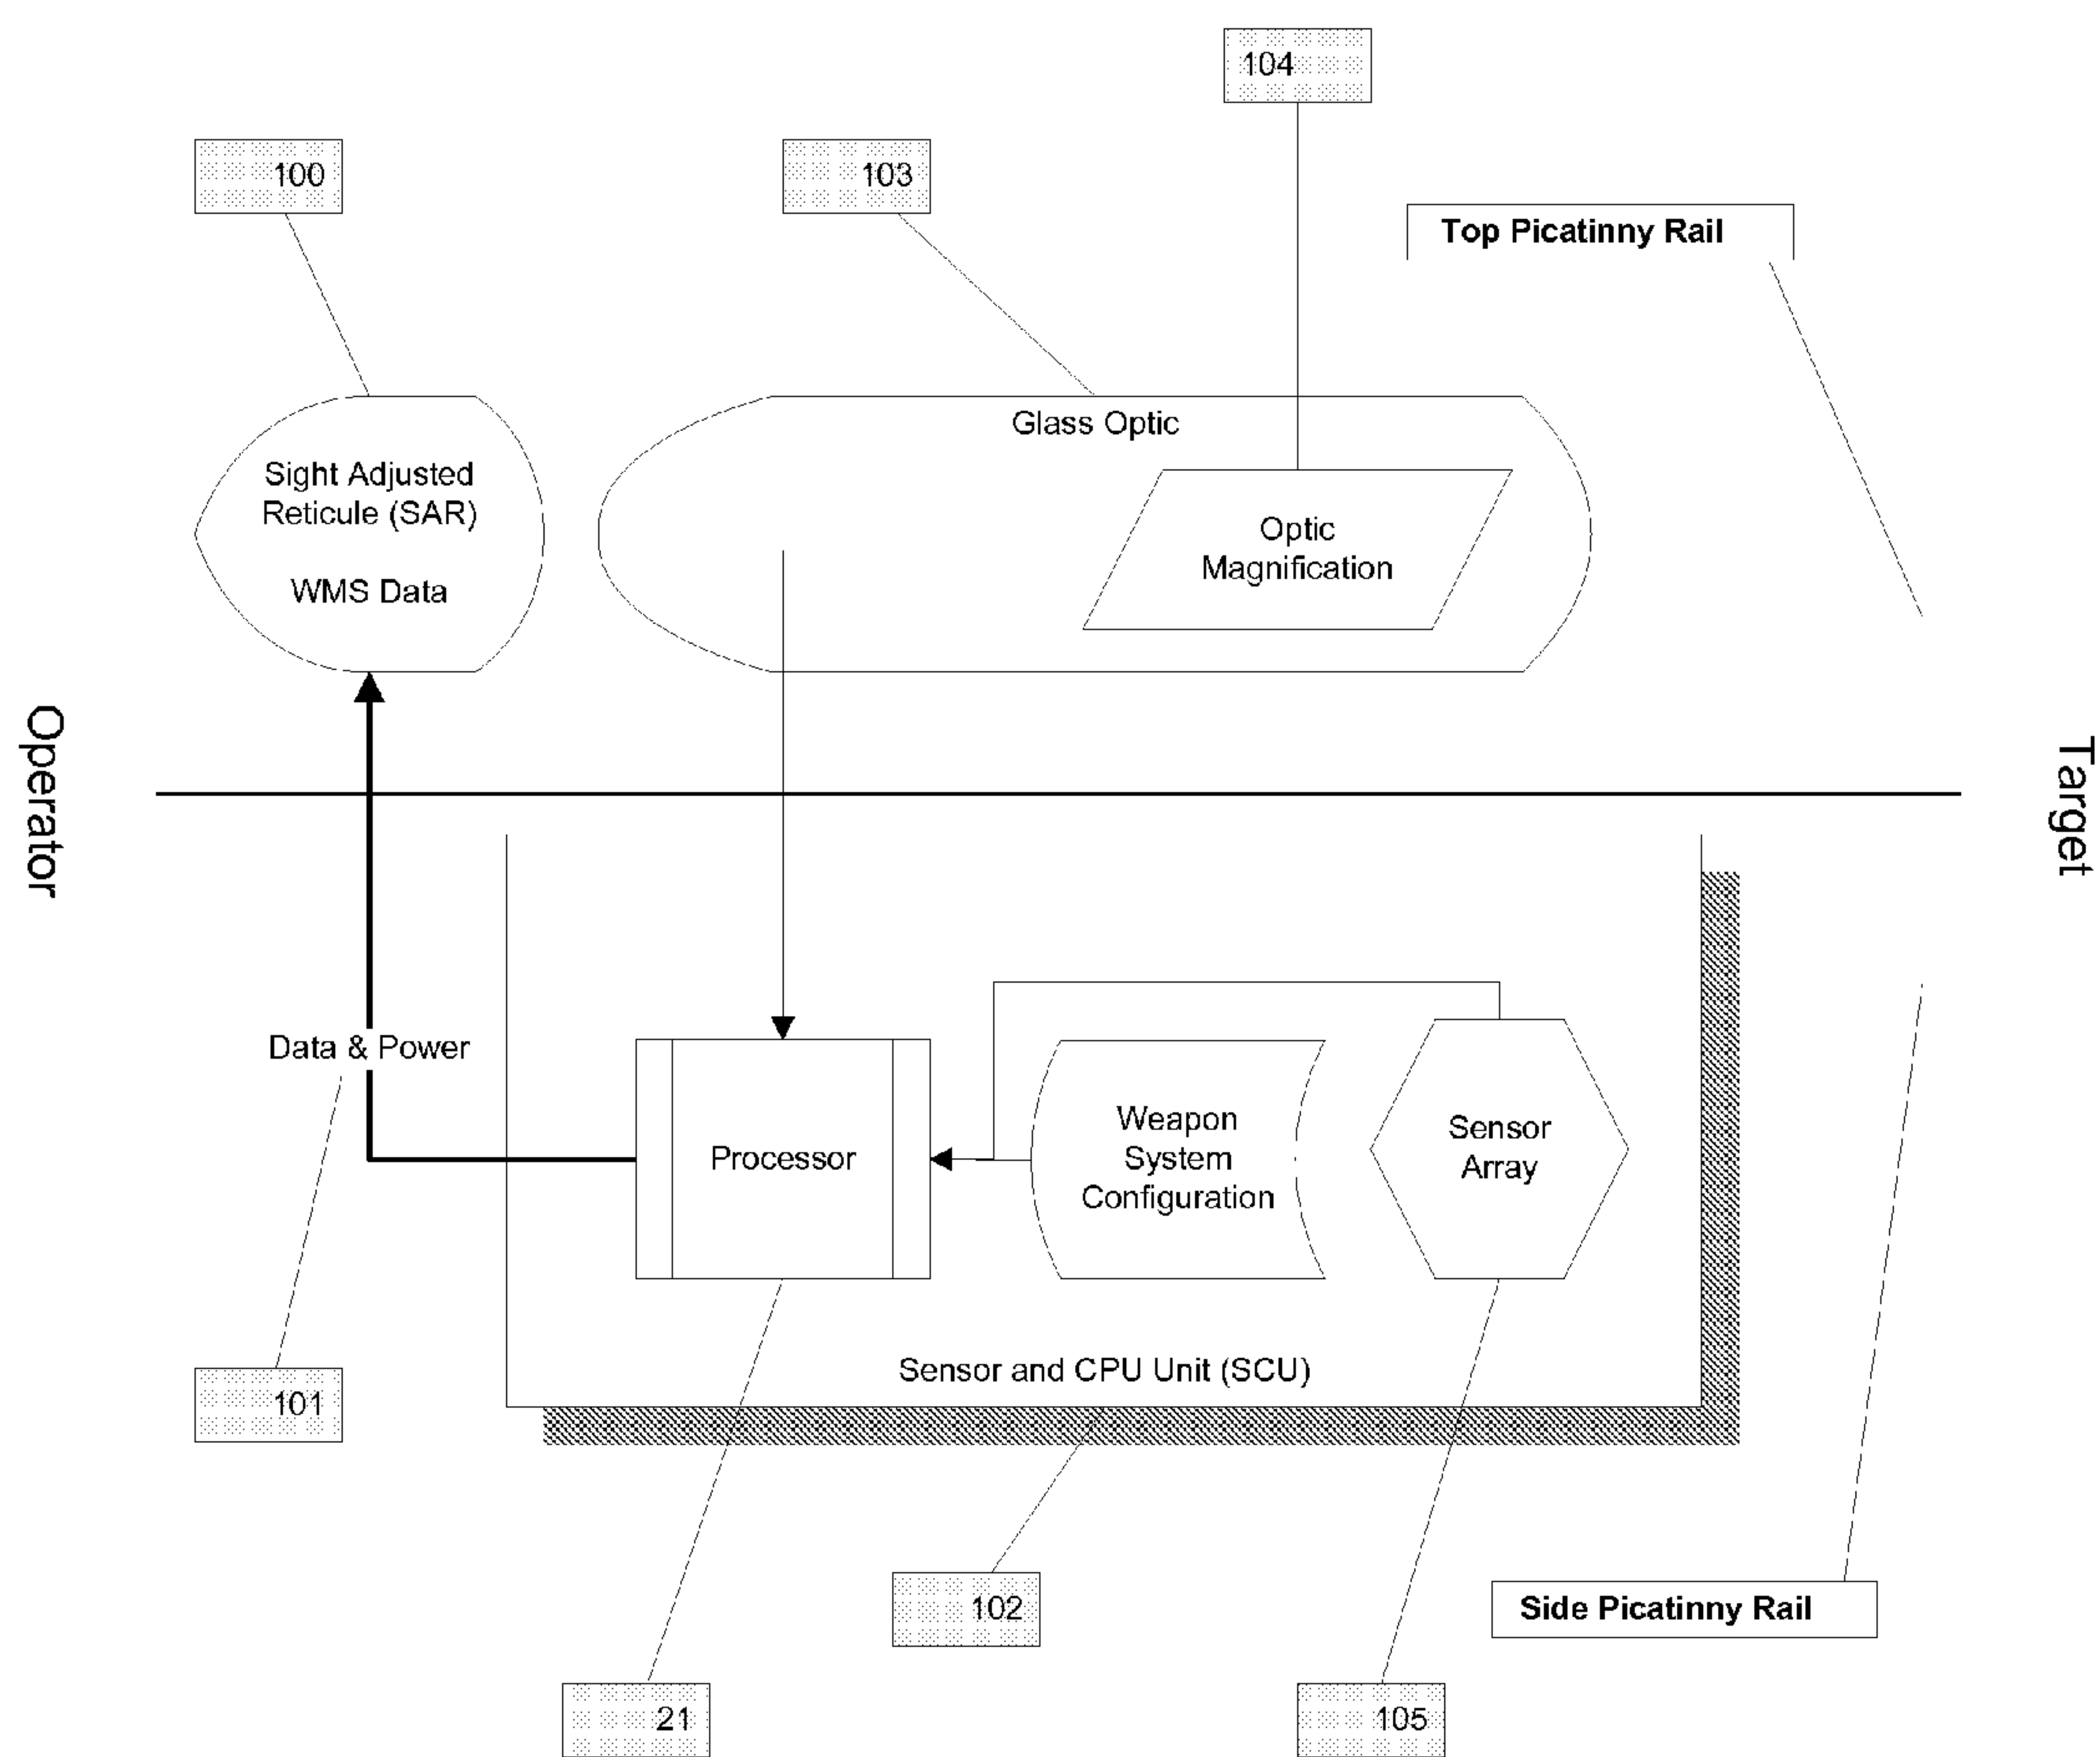 104
100
103
Top Picatinny Rail
Glass Optic
Sight Adjusted
Reticule (SAR)
WMS Data
Optic
Magnification
Operator
Target
Data & Power
Processor
Weapon
System
Configuration
Sensor
Array
Sensor and CPU Unit (SCU)
101
102
Side Picatinny Rail
21
105